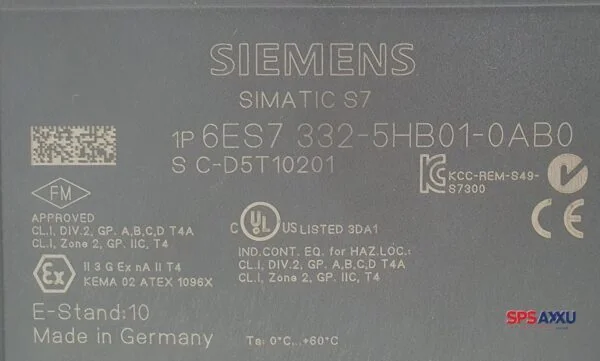 SIEMENS
SIMATIC S7
1P 6ES7 332-5HB01-0AB0
S C-D5T10201
KCC-REM-S49-
S7300
FM
APPROVED
CL.I, DIV.2, GP. A,B,C,D T4A
CL.I, Zone 2, GP. IIC, T4
C UL US LISTED 3DA1
IND.CONT. EQ. for HAZ.LOC.:
CL.I, DIV.2, GP. A,B,C,D T4A
CL.I, Zone 2, GP. IIC, T4
CE
Ex II 3 G Ex nA II T4
KEMA 02 ATEX 1096X
E-Stand:10
Made in Germany
Ta: 0°C...+60°C
SPSAXXU